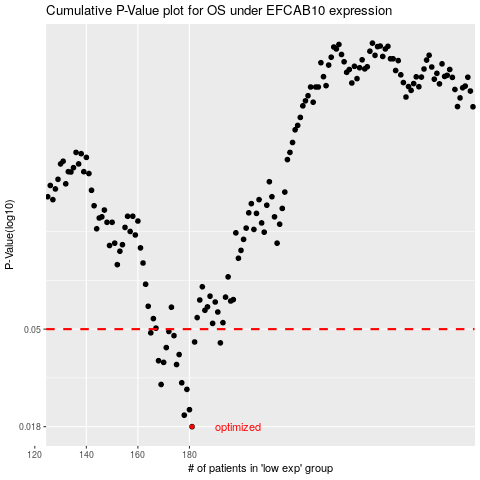 Cumulative P-Value plot for OS under EFCAB10 expression
P-Value(log10)
0.05
0.018
optimized
120 140 160 180
# of patients in 'low exp' group